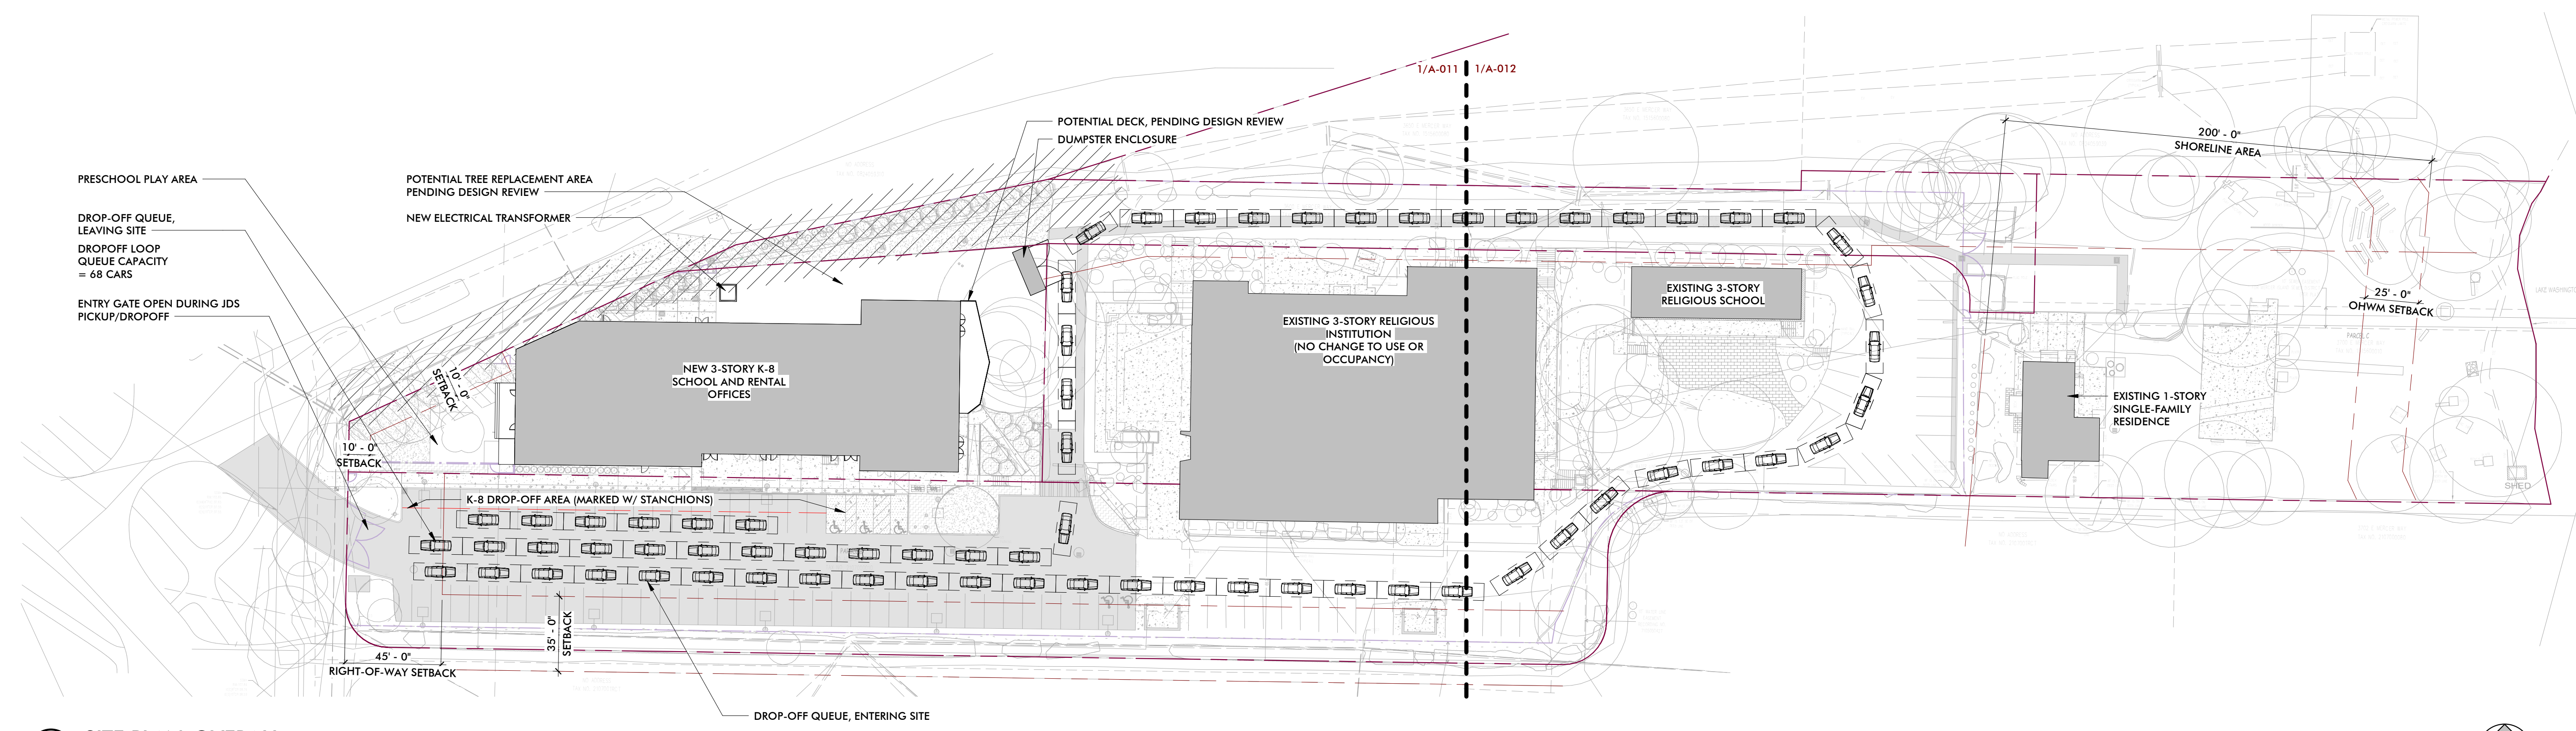 1/A-011
1/A-012
POTENTIAL DECK, PENDING DESIGN REVIEW
DUMPSTER ENCLOSURE
200' - 0"
SHORELINE AREA
PRESCHOOL PLAY AREA
POTENTIAL TREE REPLACEMENT AREA
PENDING DESIGN REVIEW
DROP-OFF QUEUE,
LEAVING SITE
NEW ELECTRICAL TRANSFORMER
DROPOFF LOOP
QUEUE CAPACITY
= 68 CARS
ENTRY GATE OPEN DURING JDS
PICKUP/DROPOFF
EXISTING 3-STORY
RELIGIOUS SCHOOL
25' - 0"
OHWM SETBACK
EXISTING 3-STORY RELIGIOUS
INSTITUTION
(NO CHANGE TO USE OR
OCCUPANCY)
NEW 3-STORY K-8
SCHOOL AND RENTAL
OFFICES
10' - 0"
SETBACK
EXISTING 1-STORY
SINGLE-FAMILY
RESIDENCE
10' - 0"
SETBACK
SHED
K-8 DROP-OFF AREA (MARKED W/ STANCHIONS)
35' - 0"
SETBACK
45' - 0"
RIGHT-OF-WAY SETBACK
DROP-OFF QUEUE, ENTERING SITE